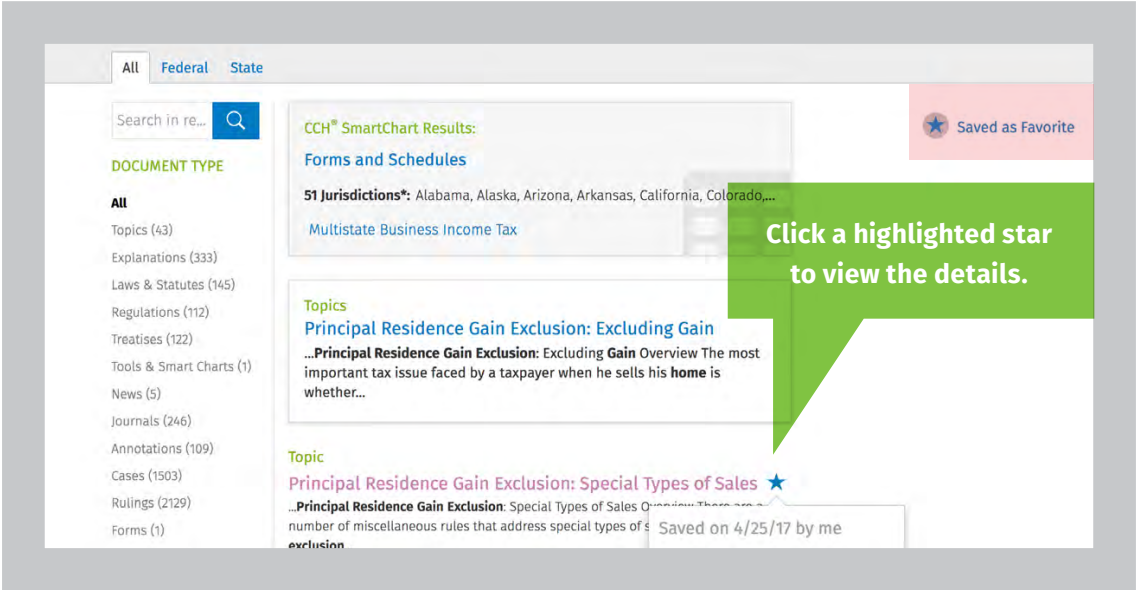 All Federal State
Search in re...
DOCUMENT TYPE
All
Topics (43)
Explanations (333)
Laws & Statutes (145)
Regulations (112)
Treatises (122)
Tools & Smart Charts (1)
News (5)
Journals (246)
Annotations (109)
Cases (1503)
Rulings (2129)
Forms (1)
CCH® SmartChart Results:
Forms and Schedules
51 Jurisdictions*: Alabama, Alaska, Arizona, Arkansas, California, Colorado,...
Multistate Business Income Tax
Topics
Principal Residence Gain Exclusion: Excluding Gain
...Principal Residence Gain Exclusion: Excluding Gain Overview The most
important tax issue faced by a taxpayer when he sells his home is
whether...
Topic
Principal Residence Gain Exclusion: Special Types of Sales
...Principal Residence Gain Exclusion: Special Types of Sales Overview There are a
number of miscellaneous rules that address special types of s
exclusion
Saved on 4/25/17 by me
Saved as Favorite
Click a highlighted star
to view the details.